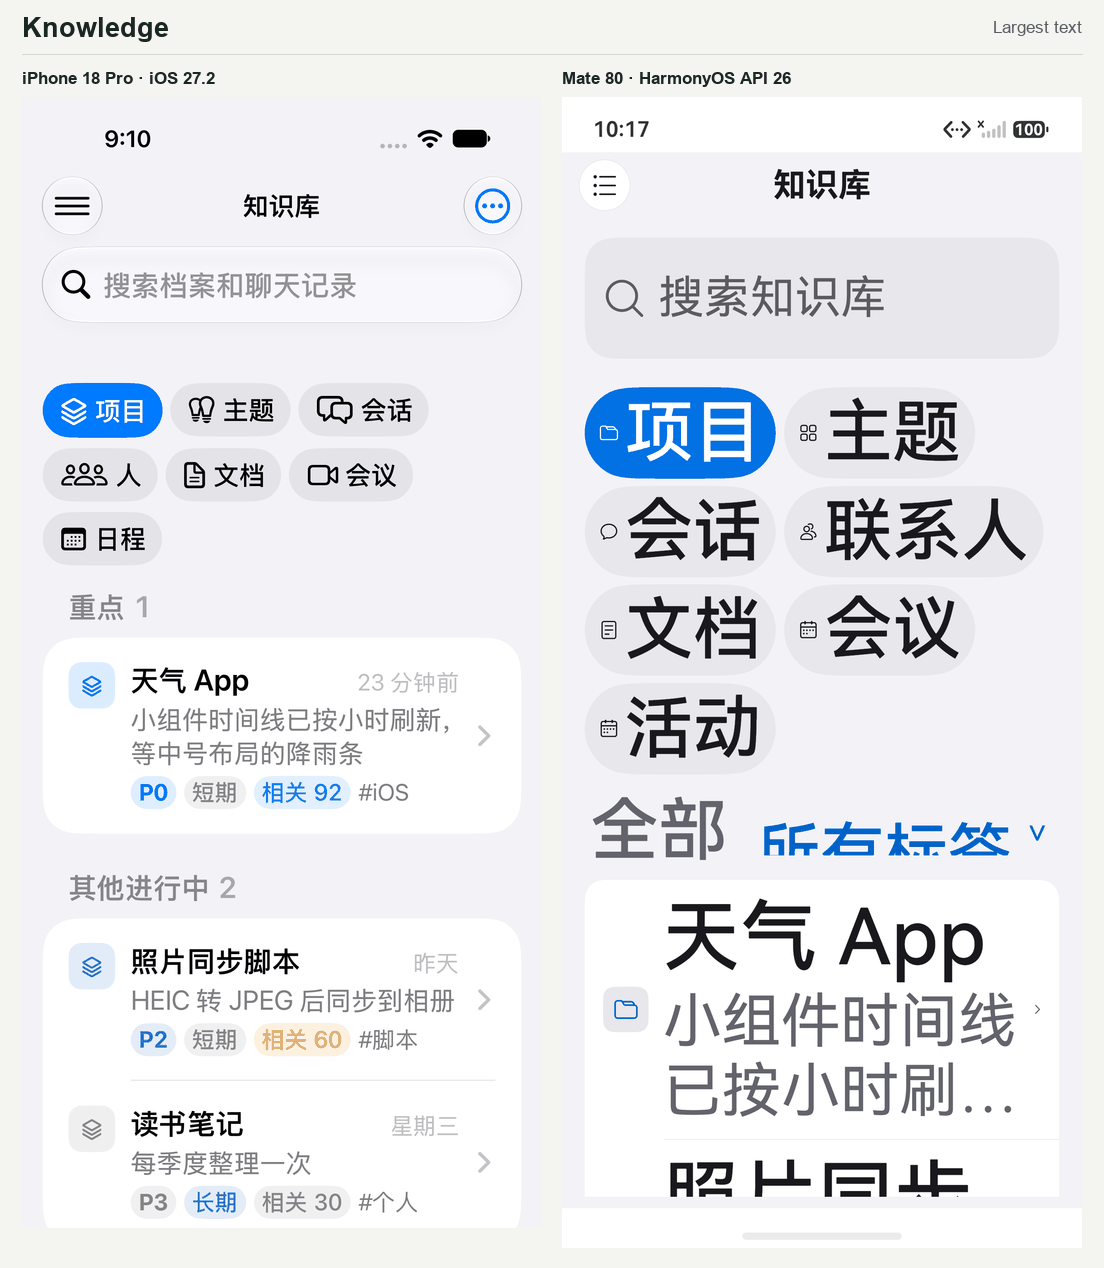 Knowledge
Largest text
iPhone 18 Pro · iOS 27.2
9:10
知识库
搜索档案和聊天记录
项目 主题 会话
人 文档 会议
日程
重点 1
天气 App 23 分钟前
小组件时间线已按小时刷新，
等中号布局的降雨条
P0 短期 相关 92 #iOS
其他进行中 2
照片同步脚本 昨天
HEIC 转 JPEG 后同步到相册
P2 短期 相关 60 #脚本
读书笔记 星期三
每季度整理一次
P3 长期 相关 30 #个人
Mate 80 · HarmonyOS API 26
10:17 100
知识库
搜索知识库
项目 主题
会话 联系人
文档 会议
活动
全部 所有标签
天气 App
小组件时间线
已按小时刷…
照片同步